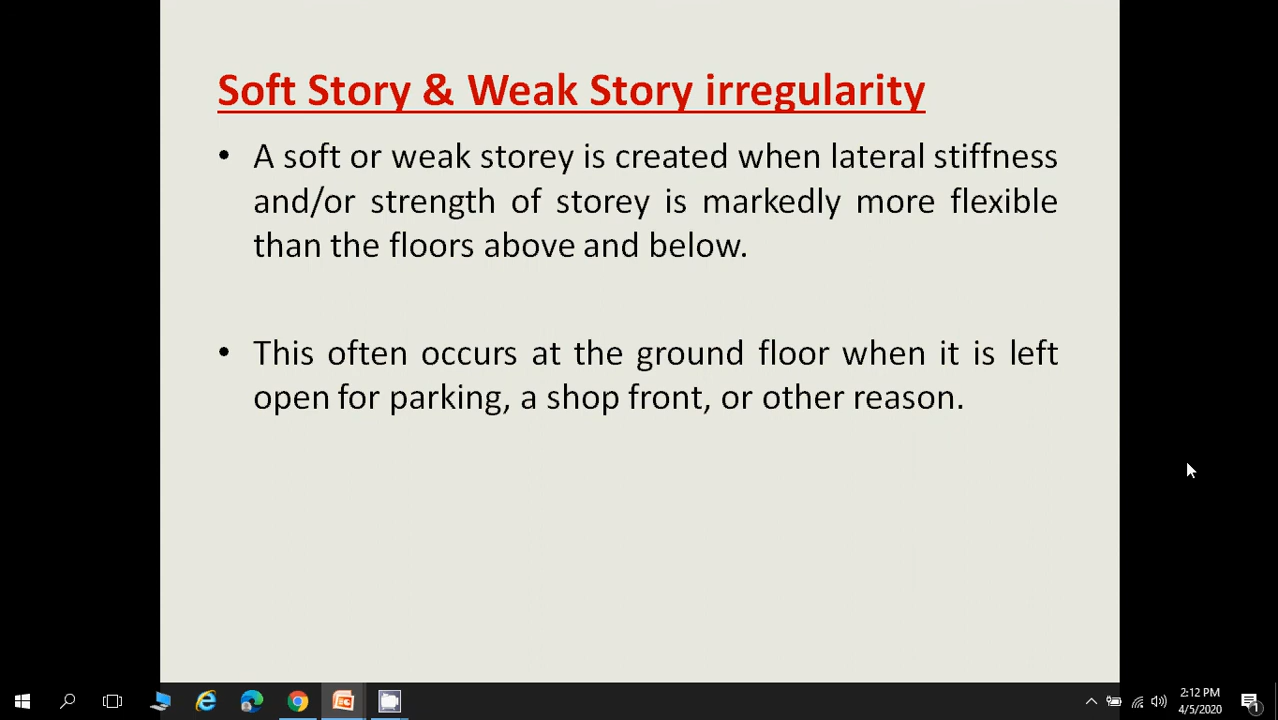 Soft Story & Weak Story irregularity
• A soft or weak storey is created when lateral stiffness
and/or strength of storey is markedly more flexible
than the floors above and below.
• This often occurs at the ground floor when it is left
open for parking, a shop front, or other reason.
2:12 PM
4/5/2020
1